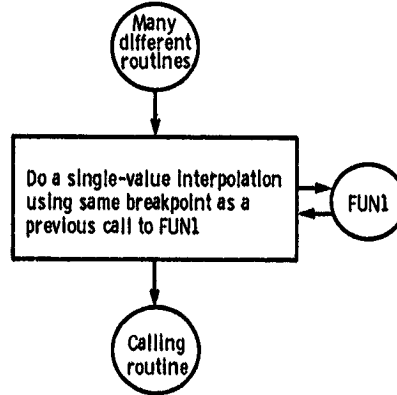 Many
different
routines
Do a single-value interpolation
using same breakpoint as a
previous call to FUN1
FUN1
Calling
routine